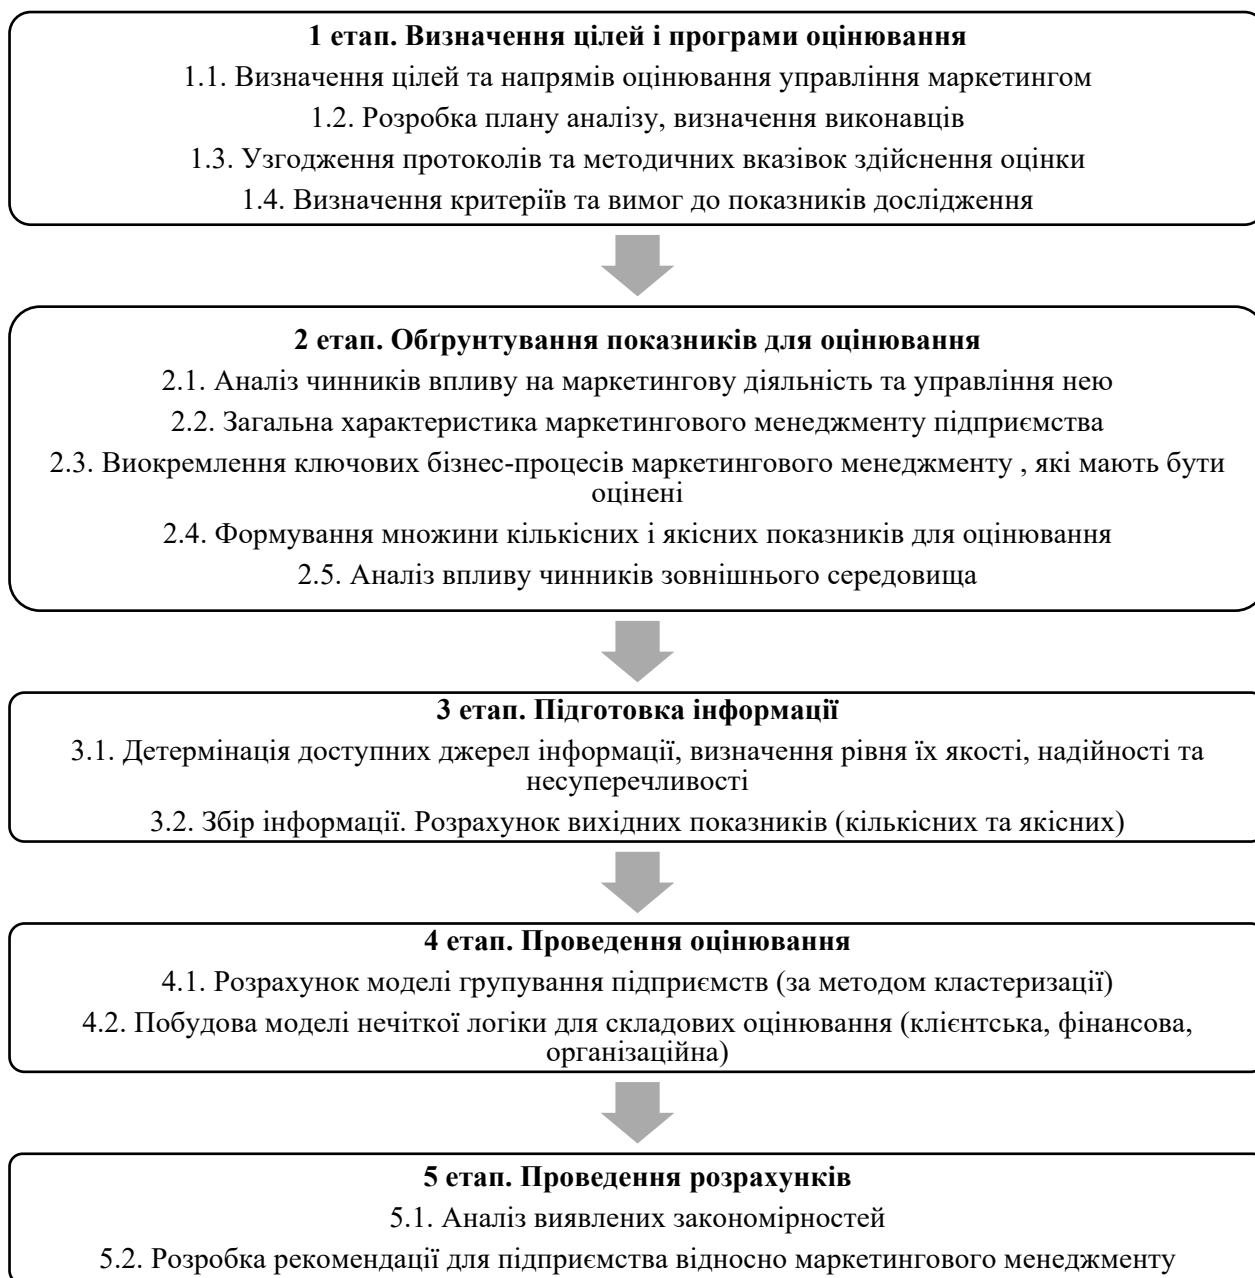 1 етап. Визначення цілей і програми оцінювання
1.1. Визначення цілей та напрямів оцінювання управління маркетингом
1.2. Розробка плану аналізу, визначення виконавців
1.3. Узгодження протоколів та методичних вказівок здійснення оцінки
1.4. Визначення критеріїв та вимог до показників дослідження
2 етап. Обґрунтування показників для оцінювання
2.1. Аналіз чинників впливу на маркетингову діяльність та управління нею
2.2. Загальна характеристика маркетингового менеджменту підприємства
2.3. Виокремлення ключових бізнес-процесів маркетингового менеджменту , які мають бути
оцінені
2.4. Формування множини кількісних і якісних показників для оцінювання
2.5. Аналіз впливу чинників зовнішнього середовища
3 етап. Підготовка інформації
3.1. Детермінація доступних джерел інформації, визначення рівня їх якості, надійності та
несуперечливості
3.2. Збір інформації. Розрахунок вихідних показників (кількісних та якісних)
4 етап. Проведення оцінювання
4.1. Розрахунок моделі групування підприємств (за методом кластеризації)
4.2. Побудова моделі нечіткої логіки для складових оцінювання (клієнтська, фінансова,
організаційна)
5 етап. Проведення розрахунків
5.1. Аналіз виявлених закономірностей
5.2. Розробка рекомендації для підприємства відносно маркетингового менеджменту